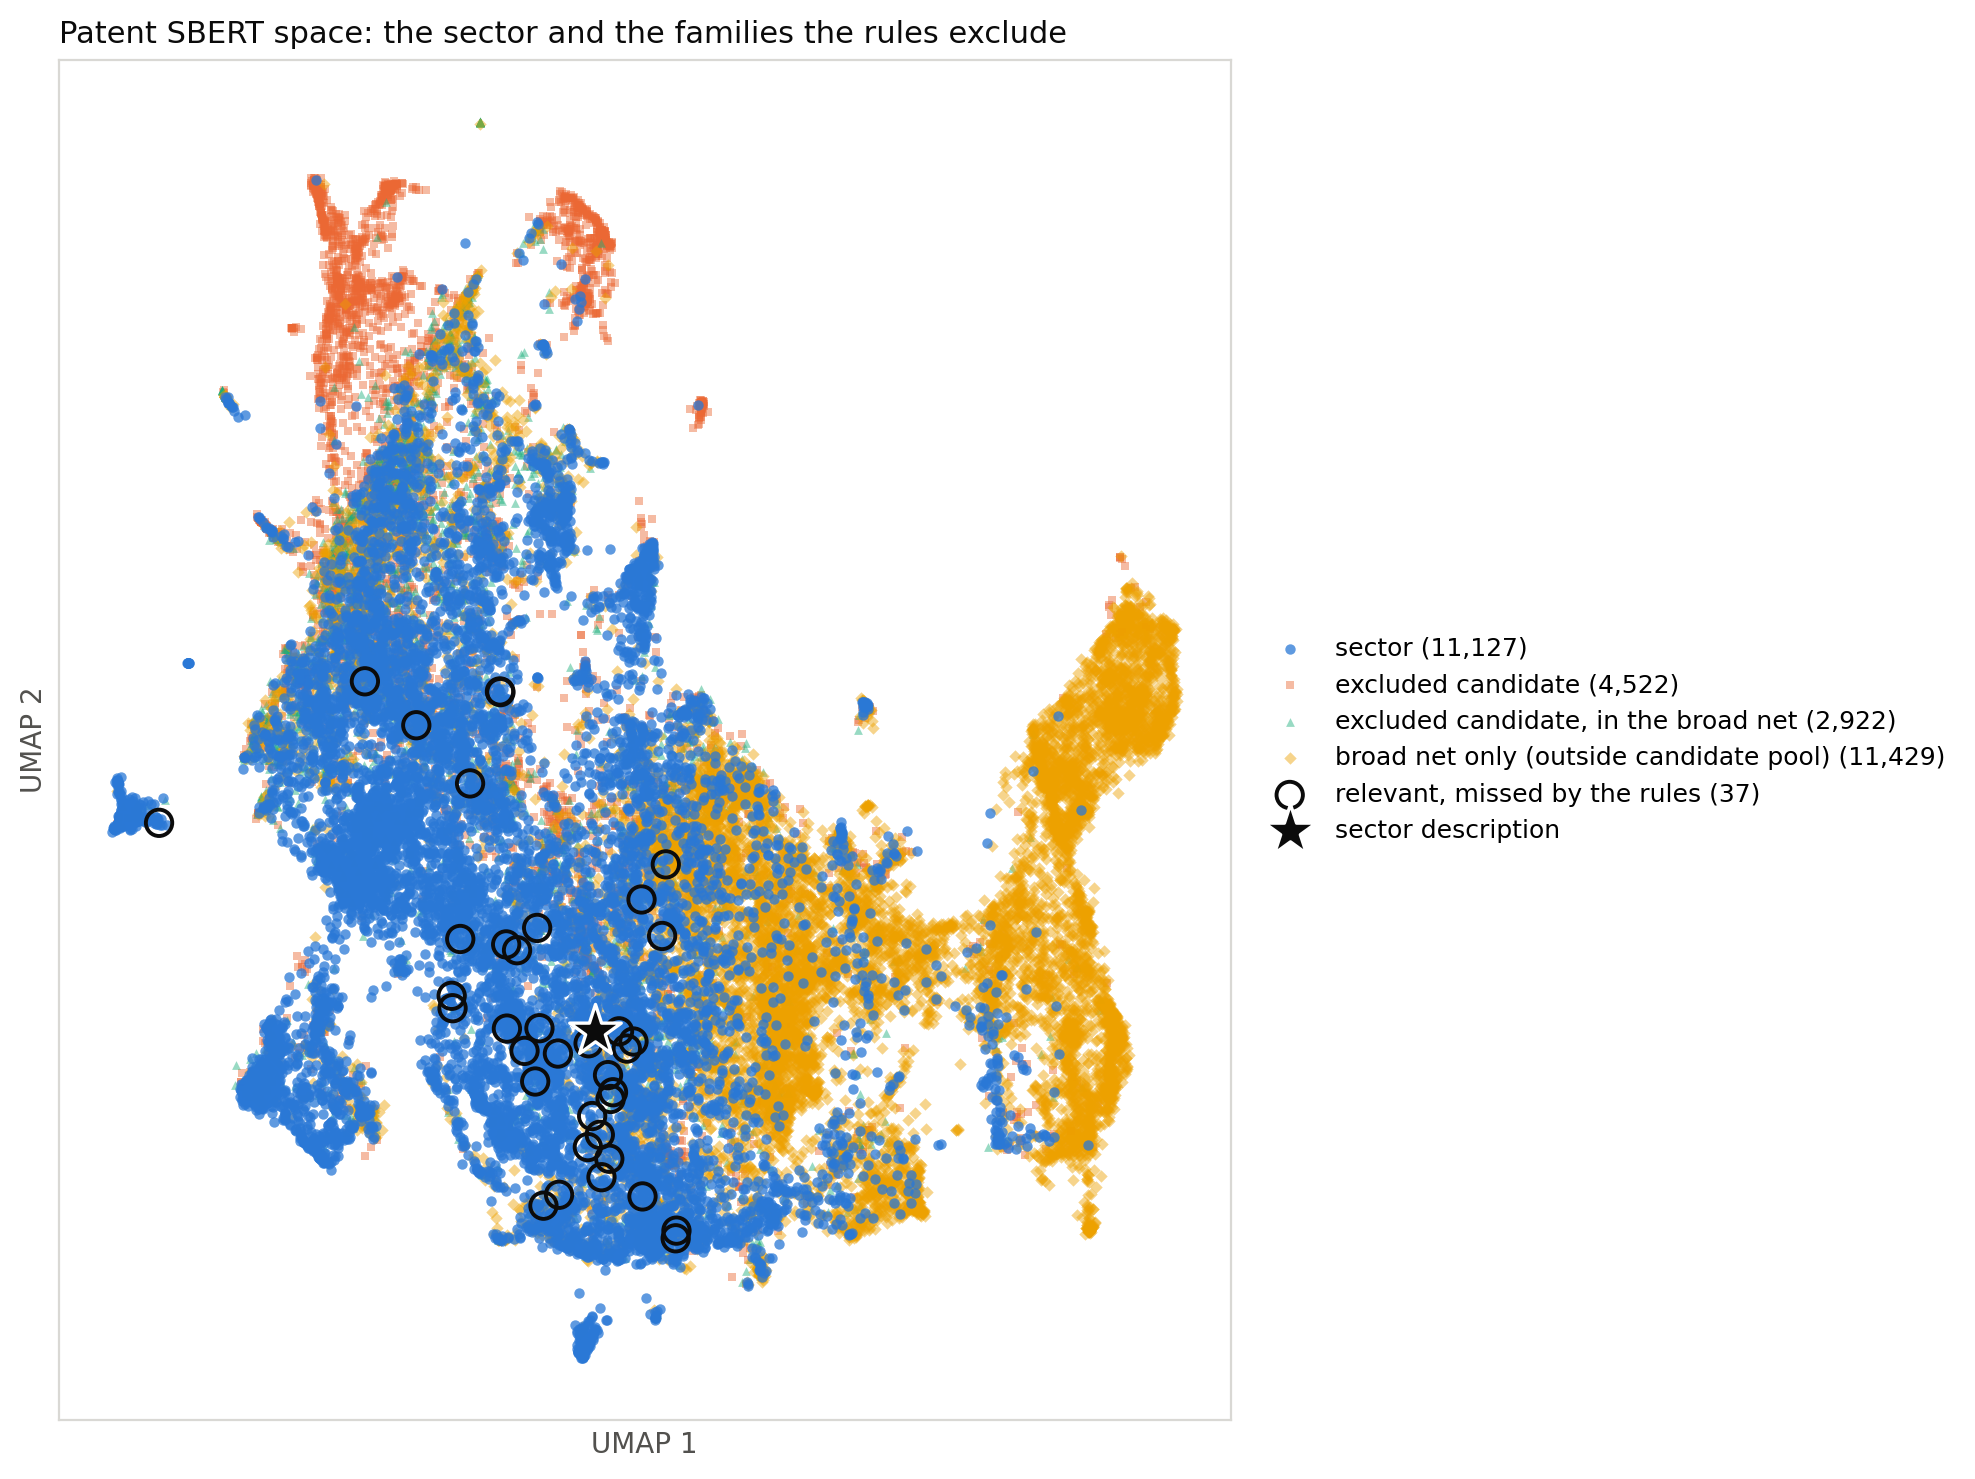 Patent SBERT space: the sector and the families the rules exclude
UMAP 2
sector (11,127)
excluded candidate (4,522)
excluded candidate, in the broad net (2,922)
broad net only (outside candidate pool) (11,429)
relevant, missed by the rules (37)
sector description
UMAP 1